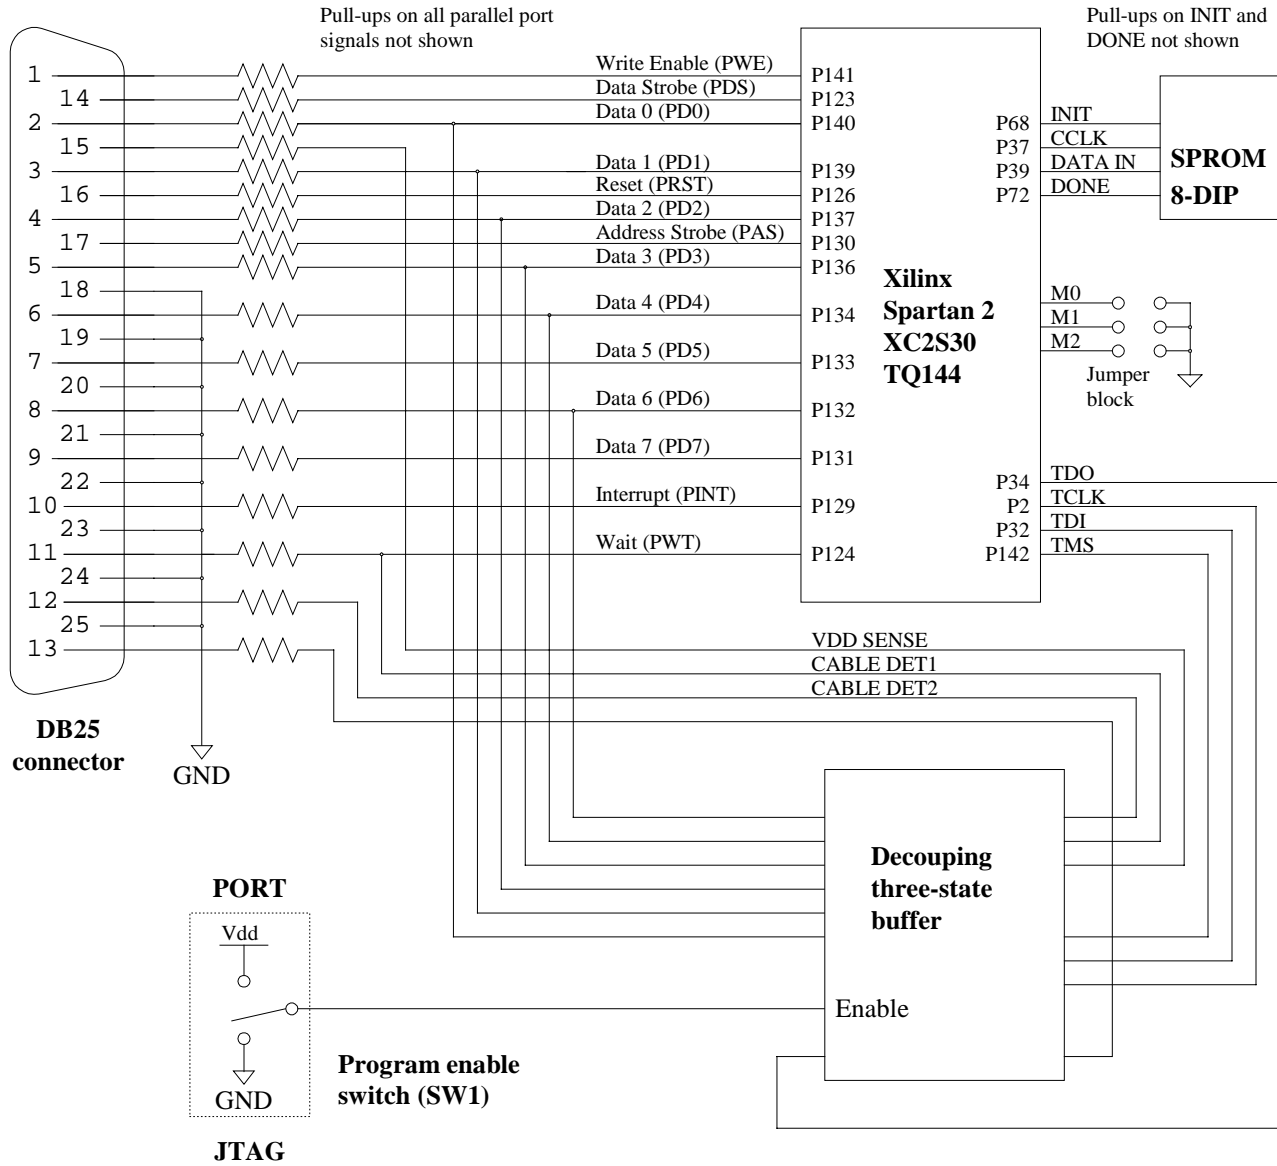 Pull-ups on all parallel port
signals not shown
Pull-ups on INIT and
DONE not shown
1
14
2
15
3
16
4
17
5
18
6
19
7
20
8
21
9
22
10
23
11
24
12
25
13
DB25
connector
GND
Write Enable (PWE)
Data Strobe (PDS)
Data 0 (PD0)
Data 1 (PD1)
Reset (PRST)
Data 2 (PD2)
Address Strobe (PAS)
Data 3 (PD3)
Data 4 (PD4)
Data 5 (PD5)
Data 6 (PD6)
Data 7 (PD7)
Interrupt (PINT)
Wait (PWT)
P141
P123
P140
P139
P126
P137
P130
P136
P134
P133
P132
P131
P129
P124
Xilinx
Spartan 2
XC2S30
TQ144
P68
P37
P39
P72
P34
P2
P32
P142
INIT
CCLK
DATA IN
DONE
SPROM
8-DIP
M0
M1
M2
Jumper
block
TDO
TCLK
TDI
TMS
VDD SENSE
CABLE DET1
CABLE DET2
Decouping
three-state
buffer
Enable
PORT
Vdd
GND
JTAG
Program enable
switch (SW1)